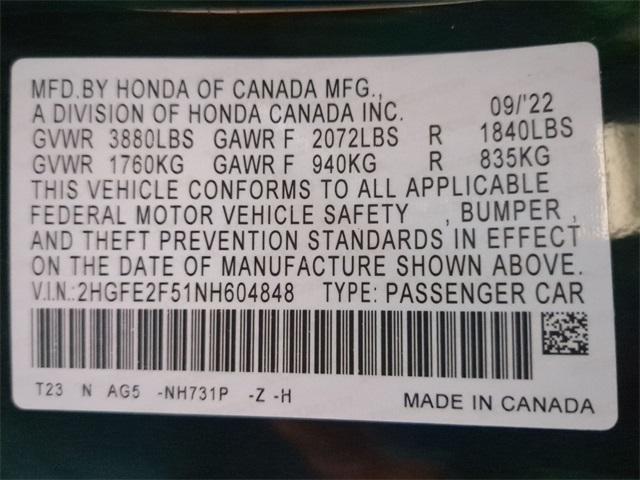 MFD.BY HONDA OF CANADA MFG.,
A DIVISION OF HONDA CANADA INC. 09/'22
GVWR 3880LBS GAWR F 2072LBS R 1840LBS
GVWR 1760KG GAWR F 940KG R 835KG
THIS VEHICLE CONFORMS TO ALL APPLICABLE
FEDERAL MOTOR VEHICLE SAFETY , BUMPER ,
AND THEFT PREVENTION STANDARDS IN EFFECT
ON THE DATE OF MANUFACTURE SHOWN ABOVE.
V.I.N.:2HGFE2F51NH604848 TYPE: PASSENGER CAR
T23 N AG5 -NH731P -Z -H
MADE IN CANADA